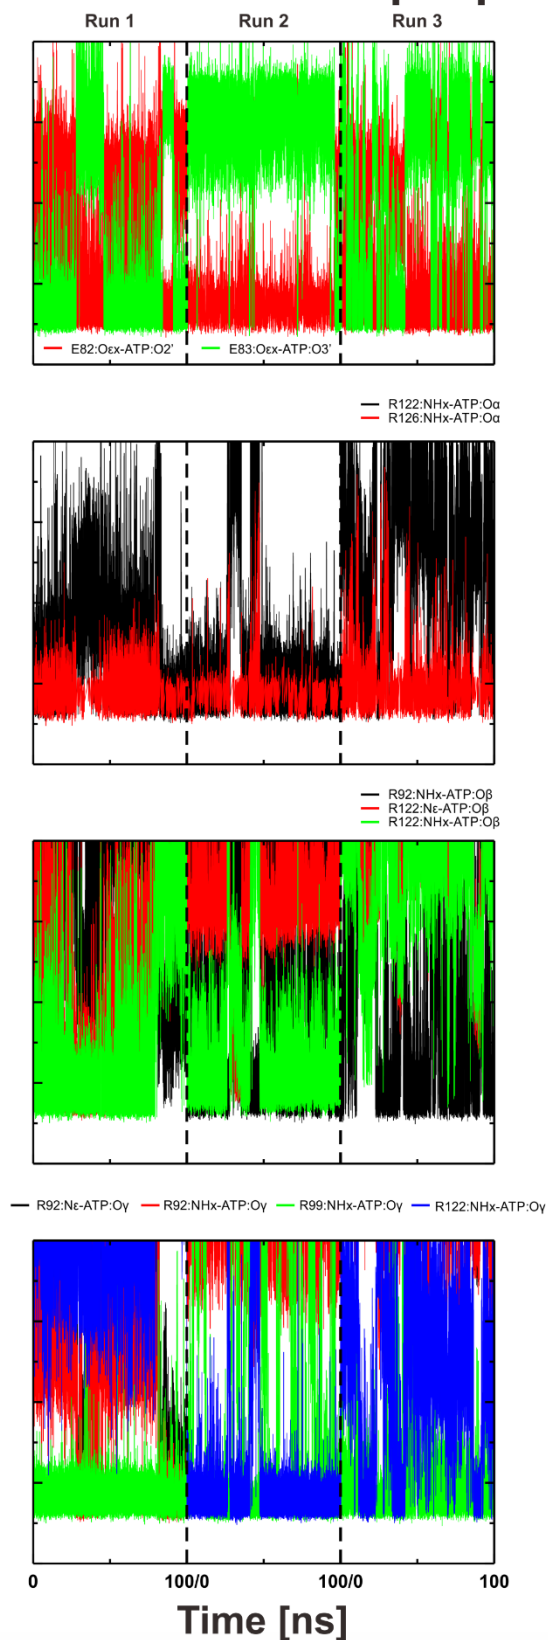 Run 1 Run 2 Run 3
E82:Oεx-ATP:O2' E83:Oεx-ATP:O3'
R122:NHx-ATP:Oα
R126:NHx-ATP:Oα
R92:NHx-ATP:Oβ
R122:Nε-ATP:Oβ
R122:NHx-ATP:Oβ
R92:Nε-ATP:Oγ R92:NHx-ATP:Oγ R99:NHx-ATP:Oγ R122:NHx-ATP:Oγ
0 100/0 100/0 100
Time [ns]